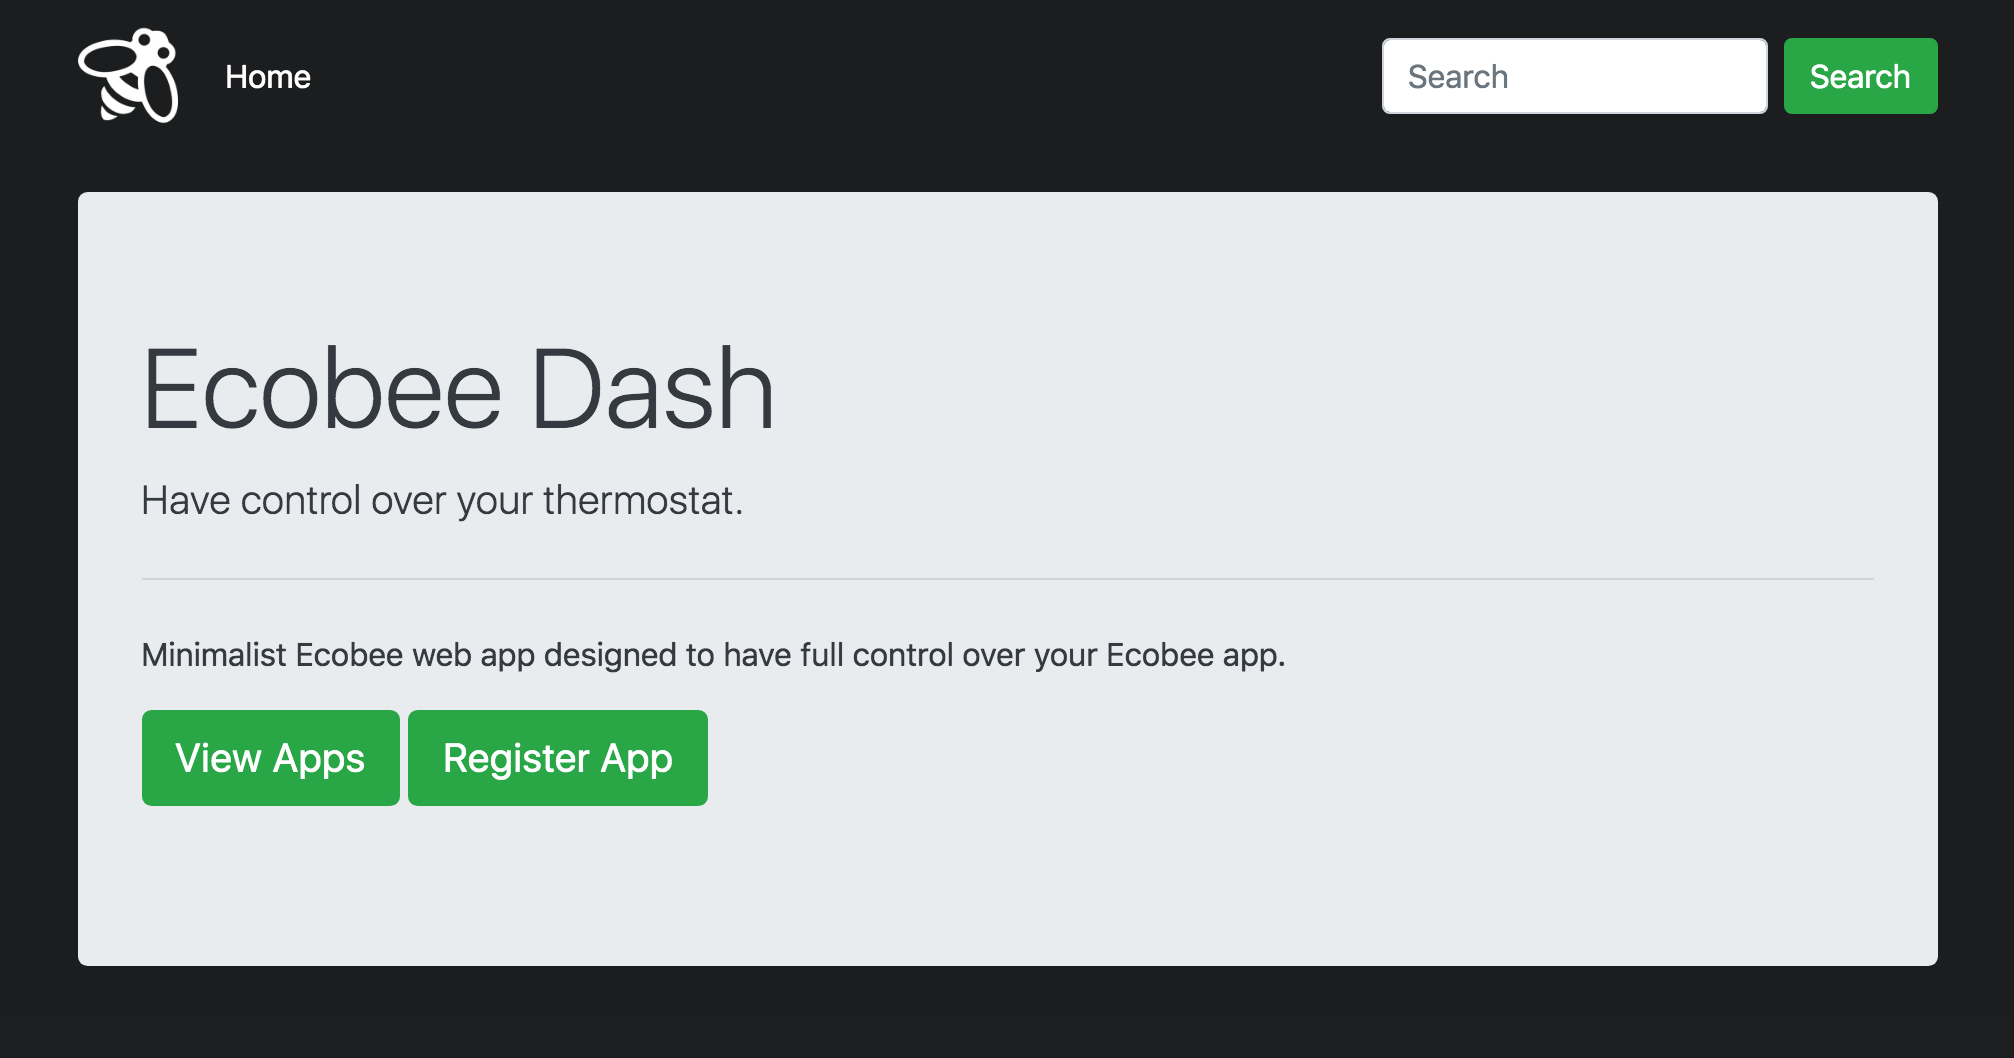 Home
Search
Search
Ecobee Dash
Have control over your thermostat.
Minimalist Ecobee web app designed to have full control over your Ecobee app.
View Apps
Register App